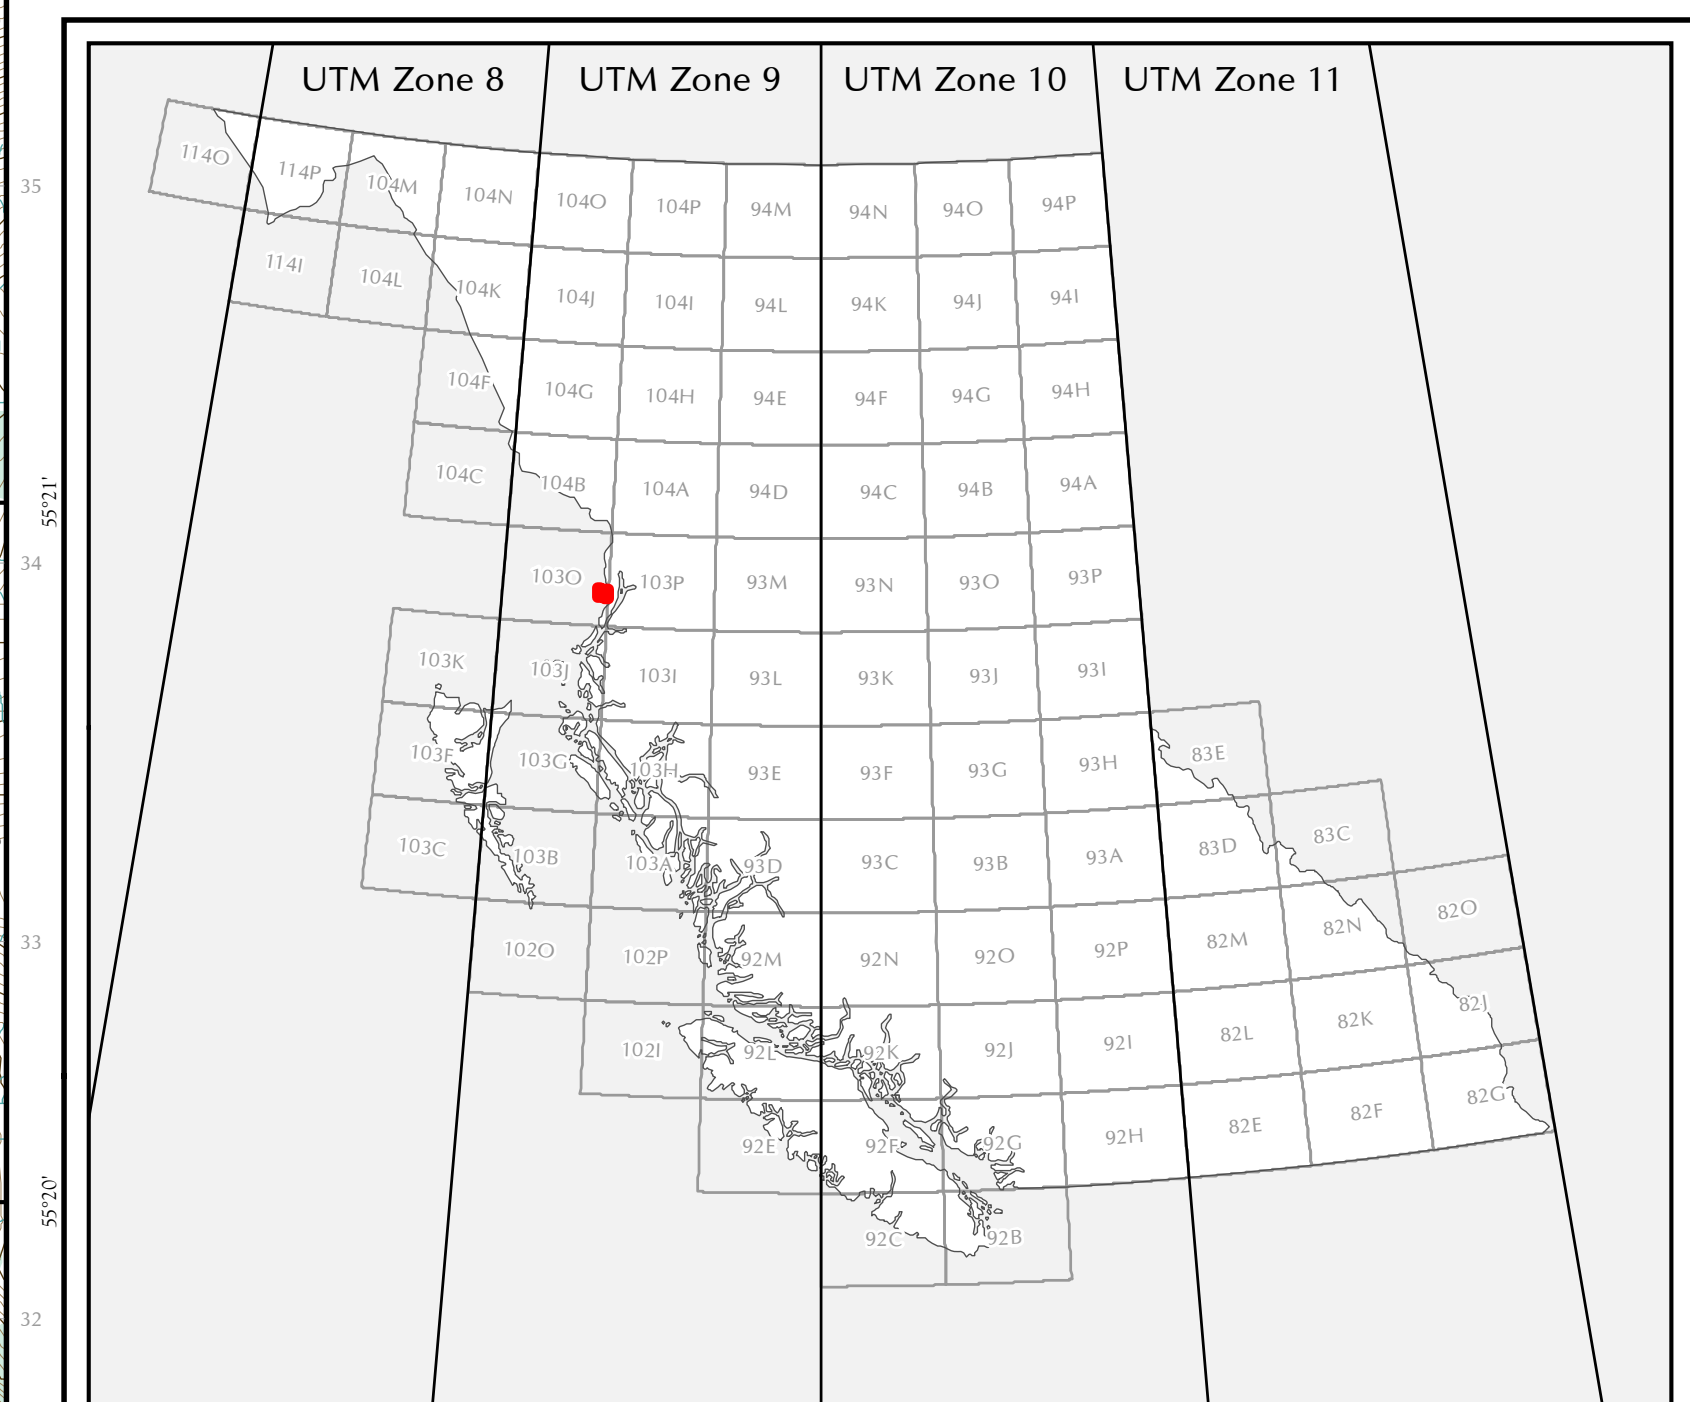 UTM Zone 8 UTM Zone 9 UTM Zone 10 UTM Zone 11
114O 114P 104M 104N 104O 104P 94M 94N 94O 94P
35
114I 104L 104K 104J 104I 94L 94K 94J 94I
104F 104G 104H 94E 94F 94G 94H
104C 104B 104A 94D 94C 94B 94A
55°21'
34
103O 103P 93M 93N 93O 93P
103K 103J 103I 93L 93K 93J 93I
103F 103G 103H 93E 93F 93G 93H 83E
103C 103B 103A 93D 93C 93B 93A 83D 83C
33
102O 102P 92M 92N 92O 92P 82M 82N 82O
102I 92L 92K 92J 92I 82L 82K 82J
92E 92F 92G 92H 82E 82F 82G
55°20'
92C 92B
32